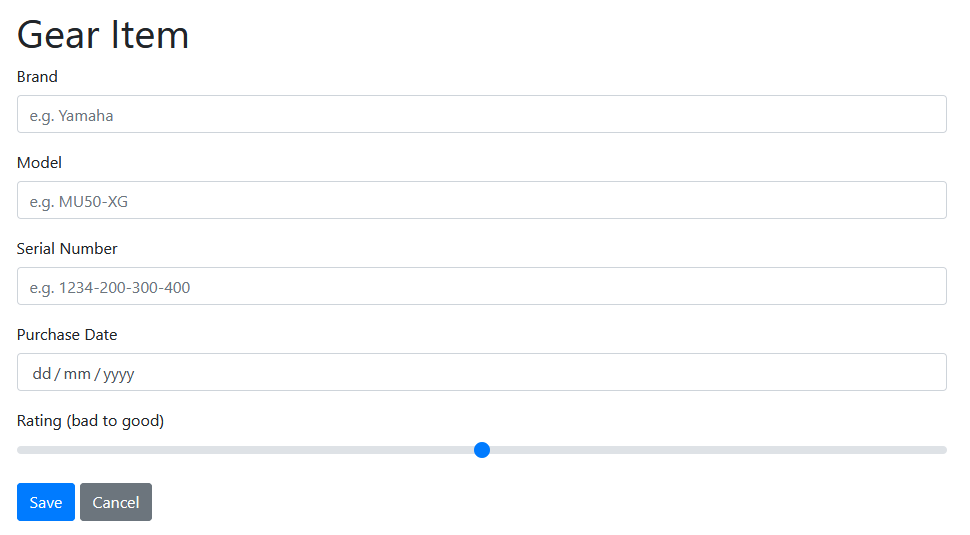 Gear Item
Brand
e.g. Yamaha
Model
e.g. MU50-XG
Serial Number
e.g. 1234-200-300-400
Purchase Date
dd/mm/yyyy
Rating (bad to good)
Save Cancel